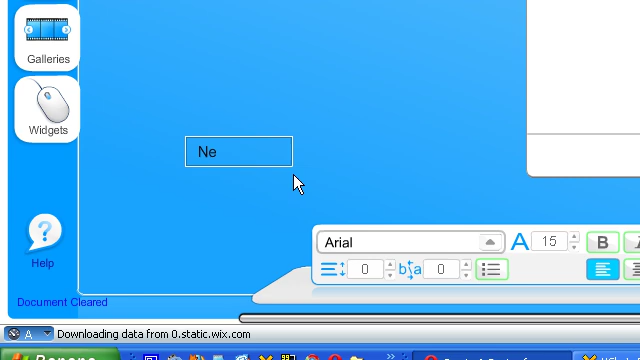 Galleries
Widgets
Ne
Help
Arial
A
15
B
0
b a
0
Document Cleared
A
Downloading data from 0.static.wix.com